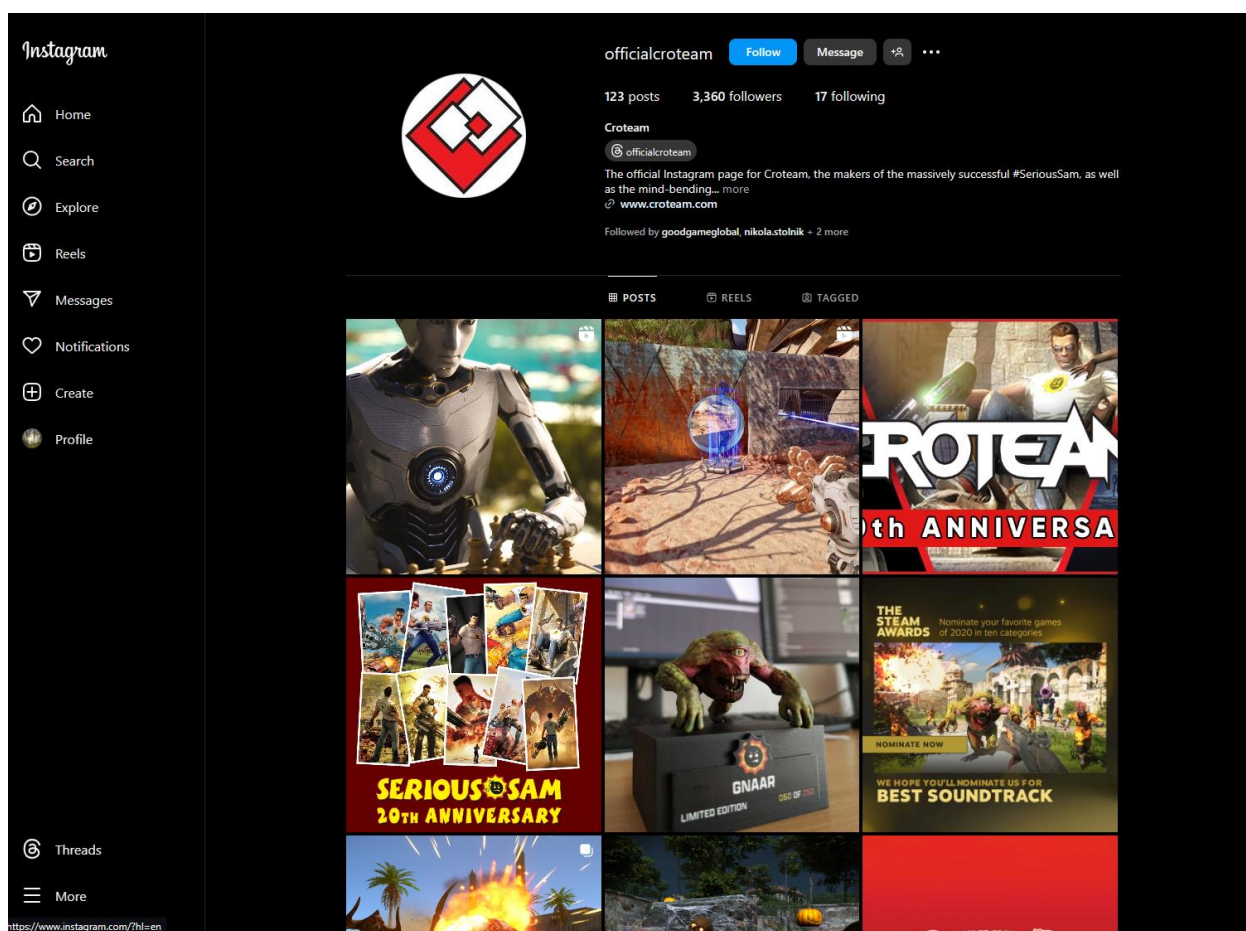 Instagram
Home
Search
Explore
Reels
Messages
Notifications
Create
Profile
Threads
More
https://www.instagram.com/?hl=en
officialcroteam
Follow
Message
123 posts
3,360 followers
17 following
Croteam
officialcroteam
The official Instagram page for Croteam, the makers of the massively successful #SeriousSam, as well
as the mind-bending... more
www.croteam.com
Followed by goodgameglobal, nikola.stolnik + 2 more
POSTS
REELS
TAGGED
CROTEAM
0th ANNIVERSA
SERIOUS SAM
20TH ANNIVERSARY
GNAAR
LIMITED EDITION
050 OF 250
THE
STEAM
AWARDS
Nominate your favorite games
of 2020 in ten categories
NOMINATE NOW
WE HOPE YOU'LL NOMINATE US FOR
BEST SOUNDTRACK